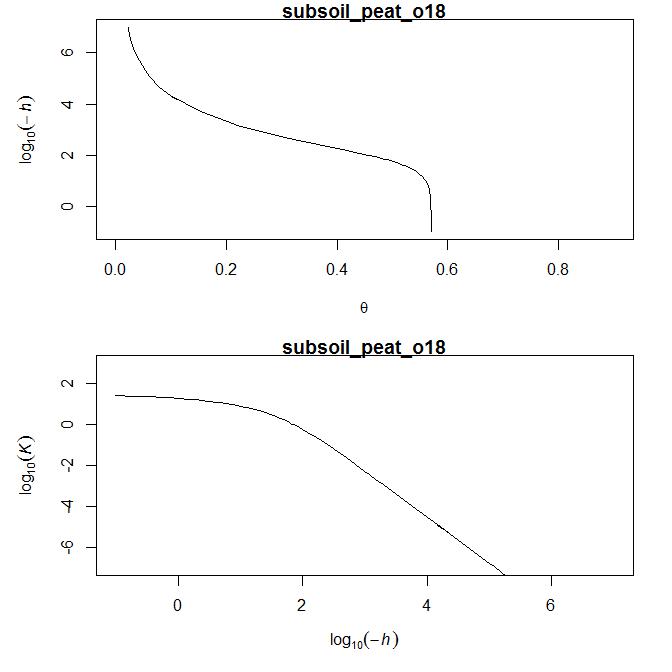 subsoil_peat_o18
6
4
2
0
log₁₀(−h)
0.0 0.2 0.4 0.6 0.8
θ
subsoil_peat_o18
2
0
-2
-4
-6
log₁₀(K)
0 2 4 6
log₁₀(−h)